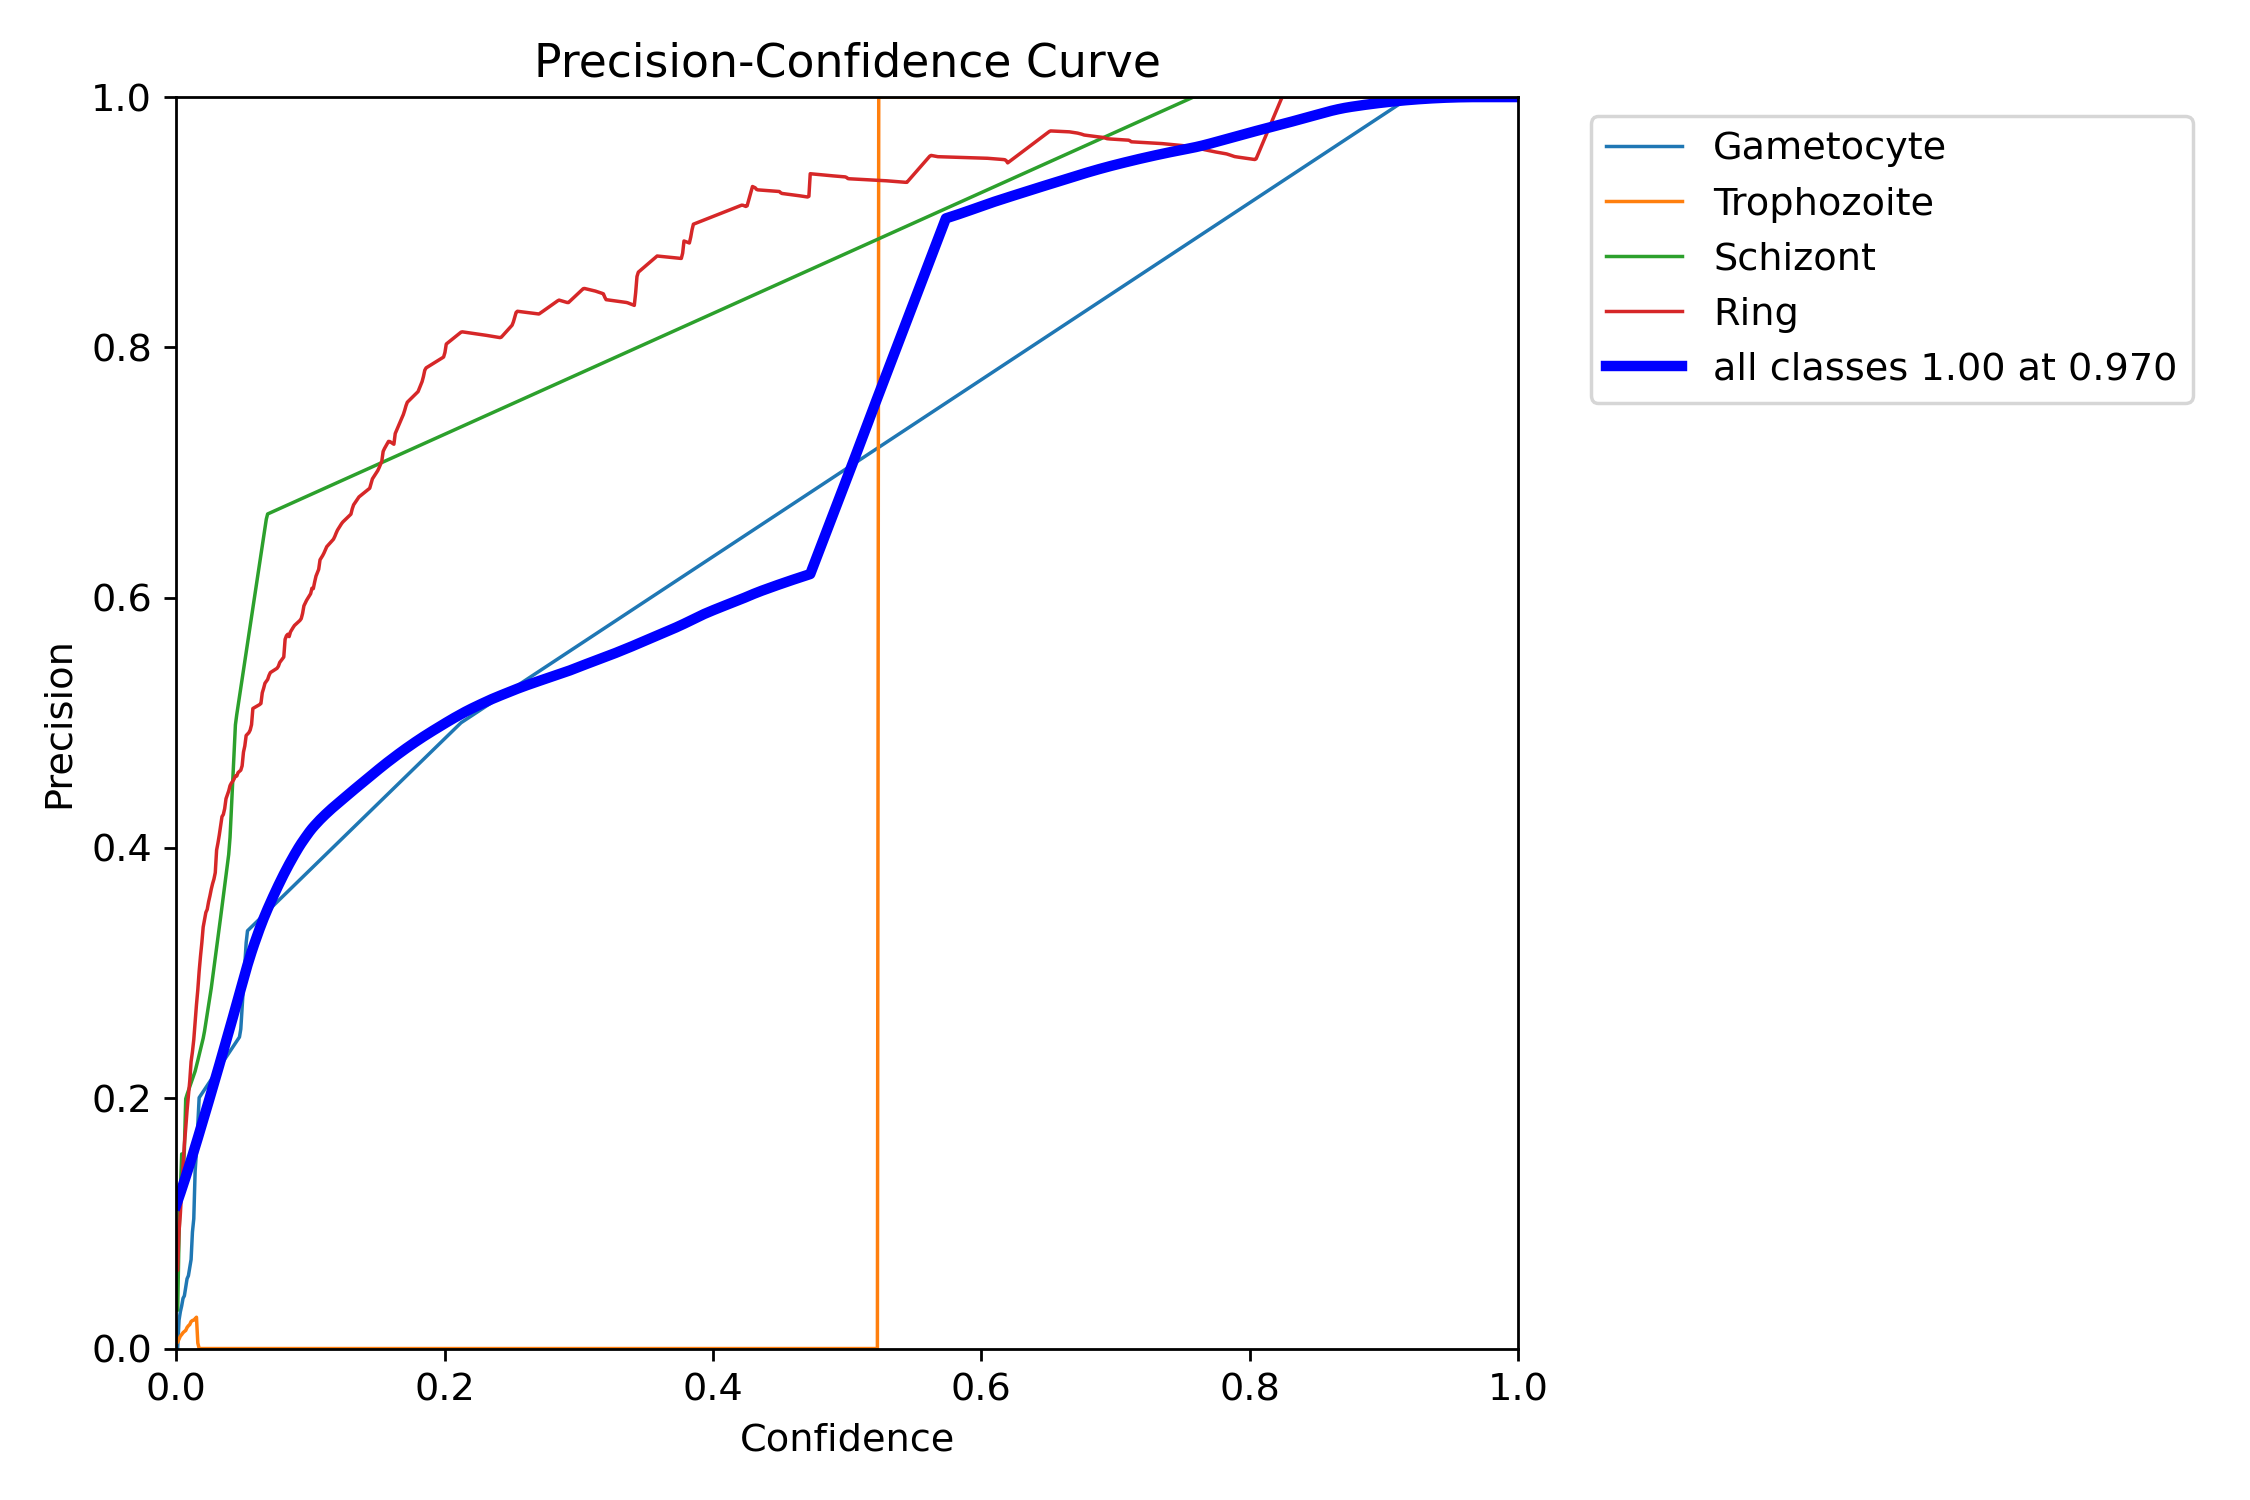 Precision-Confidence Curve
1.0
0.8
0.6
0.4
0.2
0.0
Precision
0.0 0.2 0.4 0.6 0.8 1.0
Confidence
Gametocyte
Trophozoite
Schizont
Ring
all classes 1.00 at 0.970